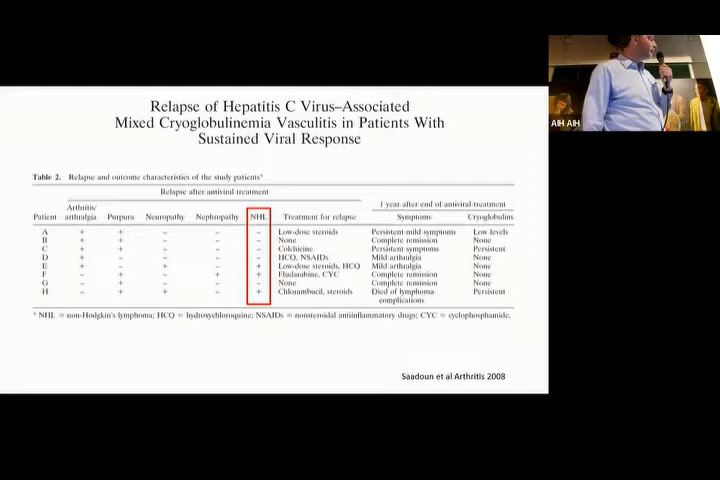 Relapse of Hepatitis C Virus–Associated
Mixed Cryoglobulinemia Vasculitis in Patients With
Sustained Viral Response
Table 2. Relapse and outcome characteristics of the study patients*
Relapse after antiviral treatment
1 year after end of antiviral treatment
Patient Arthritis/arthralgia Purpura Neuropathy Nephropathy NHL Treatment for relapse Symptoms Cryoglobulins
A + + – – – Low-dose steroids Persistent mild symptoms Low levels
B + + – – – None Complete remission None
C + + – – – Colchicine Persistent symptoms Persistent
D + – – – – HCQ, NSAIDs Mild arthralgia None
E + – + – + Low-dose steroids, HCQ Mild arthralgia None
F – + – + + Fludarabine, CYC Complete remission None
G – + – – – None Complete remission None
H – + + – + Chlorambucil, steroids Died of lymphoma complications Persistent
* NHL = non-Hodgkin's lymphoma; HCQ = hydroxychloroquine; NSAIDs = nonsteroidal antiinflammatory drugs; CYC = cyclophosphamide.
Saadoun et al Arthritis 2008
AIH AIH